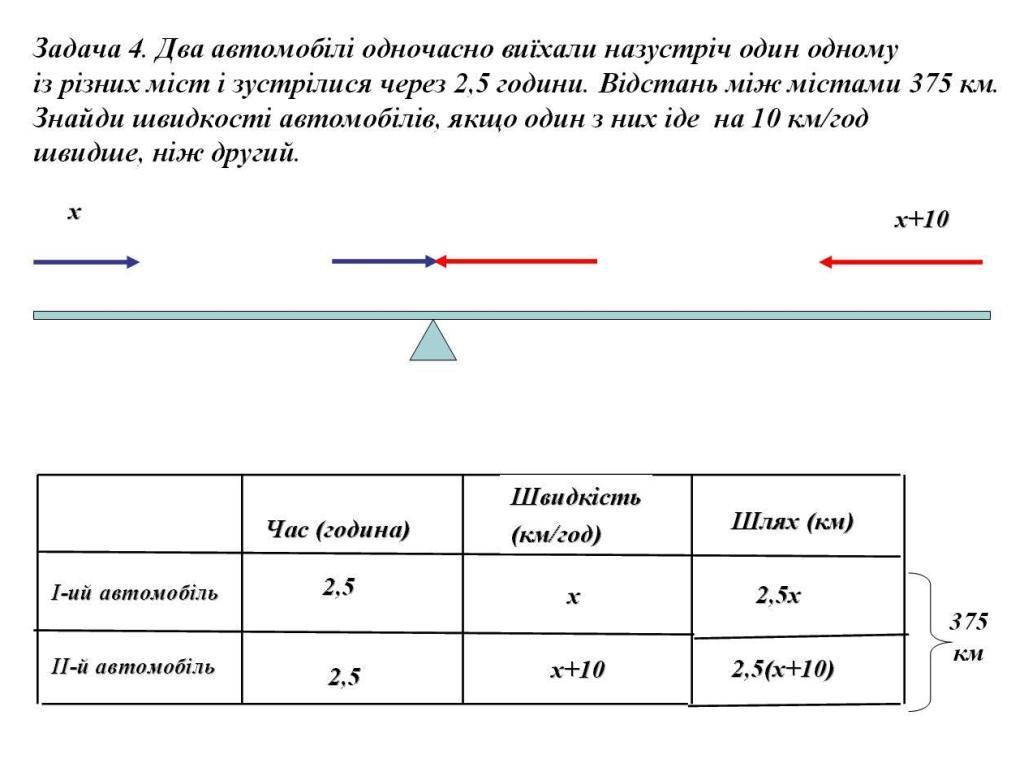 Задача 4. Два автомобілі одночасно виїхали назустріч один одному
із різних міст і зустрілися через 2,5 години. Відстань між містами 375 км.
Знайди швидкості автомобілів, якщо один з них іде на 10 км/год
швидше, ніж другий.
х
х+10
Час (година)
Швидкість
(км/год)
Шлях (км)
І-ий автомобіль
2,5
х
2,5х
ІІ-й автомобіль
2,5
х+10
2,5(х+10)
375
км